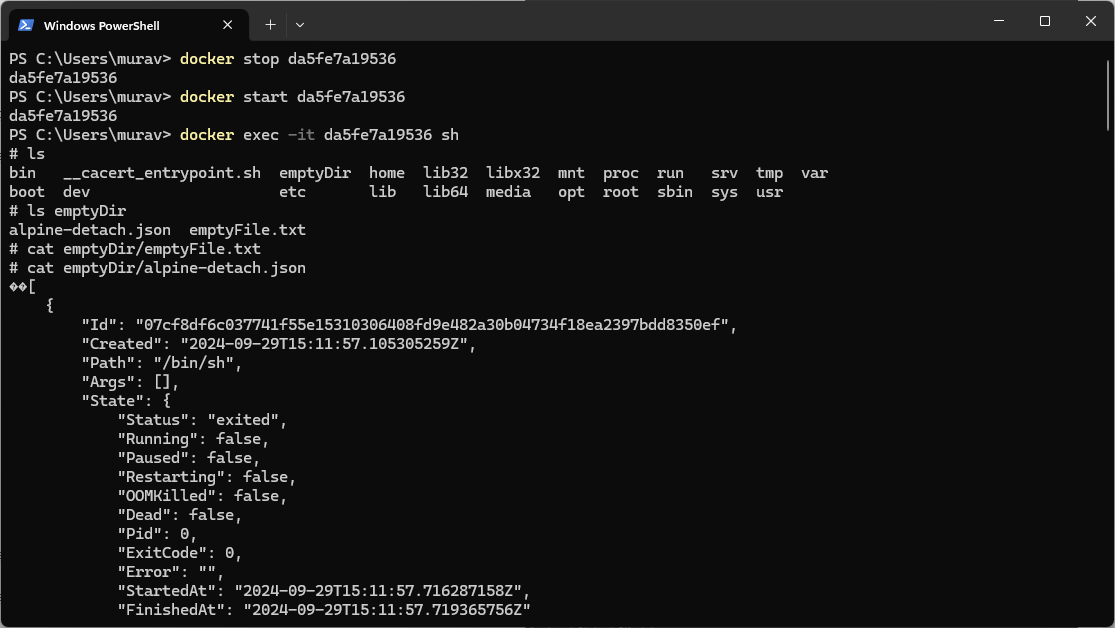 Windows PowerShell
PS C:\Users\murav> docker stop da5fe7a19536
da5fe7a19536
PS C:\Users\murav> docker start da5fe7a19536
da5fe7a19536
PS C:\Users\murav> docker exec -it da5fe7a19536 sh
# ls
bin   __cacert_entrypoint.sh  emptyDir  home  lib32  libx32  mnt  proc  run   srv  tmp  var
boot  dev                     etc       lib   lib64  media   opt  root  sbin  sys  usr
# ls emptyDir
alpine-detach.json  emptyFile.txt
# cat emptyDir/emptyFile.txt
# cat emptyDir/alpine-detach.json
��[
    {
        "Id": "07cf8df6c037741f55e15310306408fd9e482a30b04734f18ea2397bdd8350ef",
        "Created": "2024-09-29T15:11:57.105305259Z",
        "Path": "/bin/sh",
        "Args": [],
        "State": {
            "Status": "exited",
            "Running": false,
            "Paused": false,
            "Restarting": false,
            "OOMKilled": false,
            "Dead": false,
            "Pid": 0,
            "ExitCode": 0,
            "Error": "",
            "StartedAt": "2024-09-29T15:11:57.716287158Z",
            "FinishedAt": "2024-09-29T15:11:57.719365756Z"